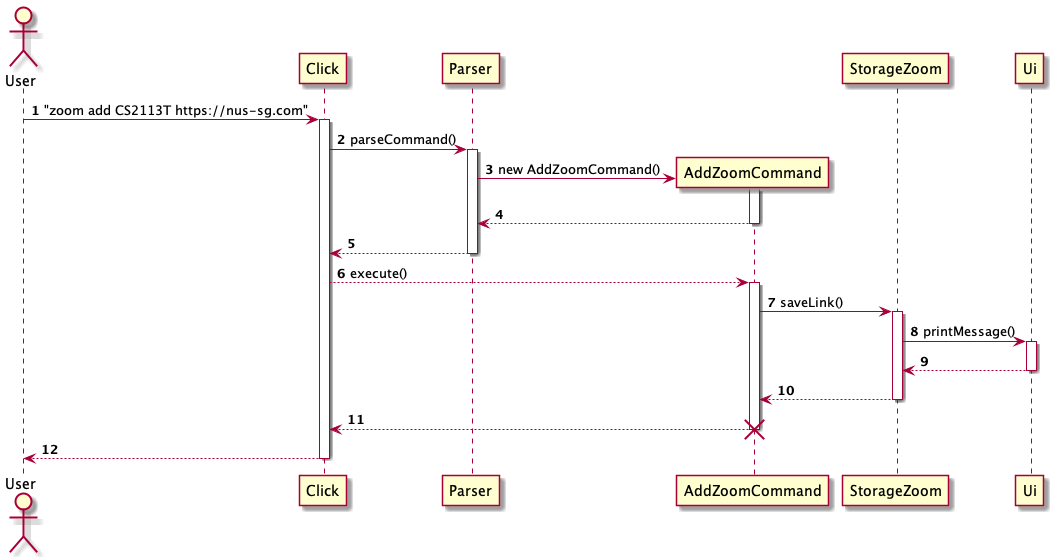 User
Click
Parser
AddZoomCommand
StorageZoom
Ui
1 "zoom add CS2113T https://nus-sg.com"
2 parseCommand()
3 new AddZoomCommand()
4
5
6 execute()
7 saveLink()
8 printMessage()
9
10
11
12
User
Click
Parser
AddZoomCommand
StorageZoom
Ui